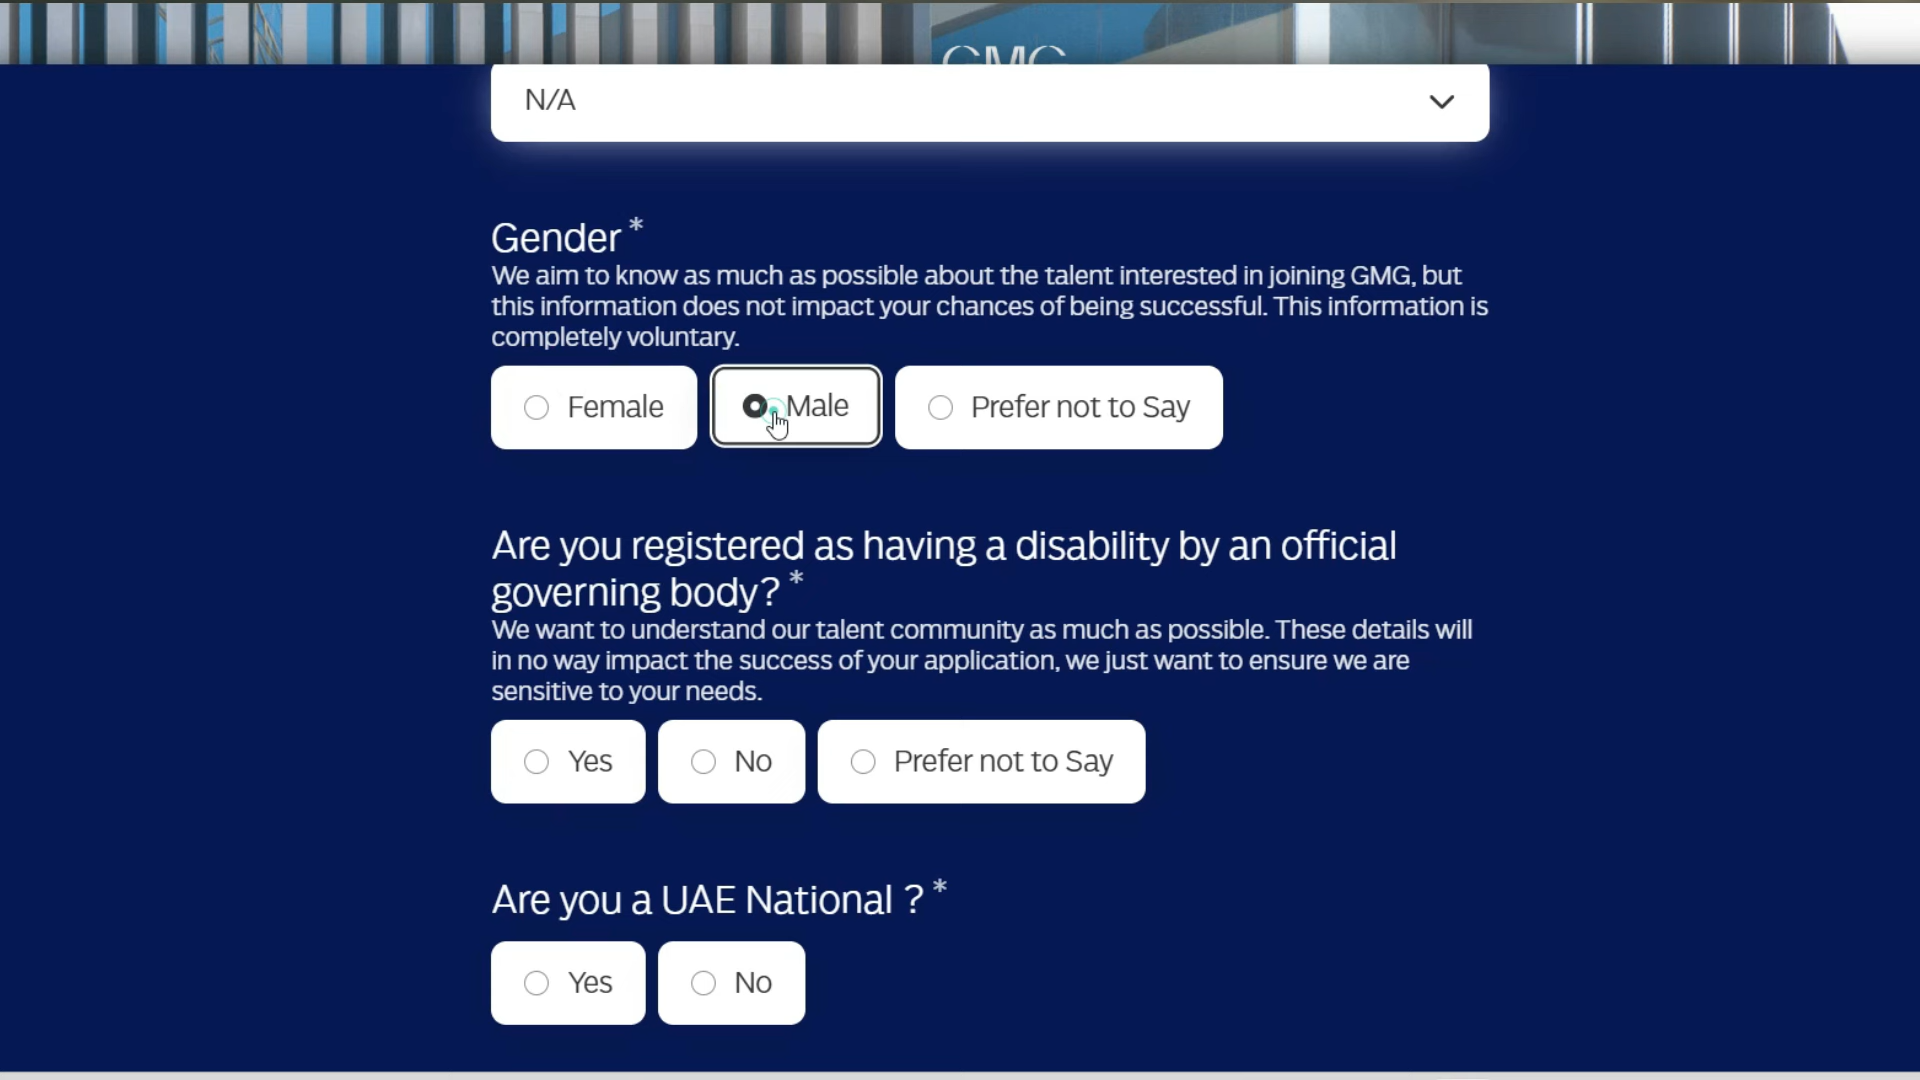 GMG
N/A
Gender *
We aim to know as much as possible about the talent interested in joining GMG, but
this information does not impact your chances of being successful. This information is
completely voluntary.
Female
Male
Prefer not to Say
Are you registered as having a disability by an official
governing body? *
We want to understand our talent community as much as possible. These details will
in no way impact the success of your application, we just want to ensure we are
sensitive to your needs.
Yes
No
Prefer not to Say
Are you a UAE National ? *
Yes
No